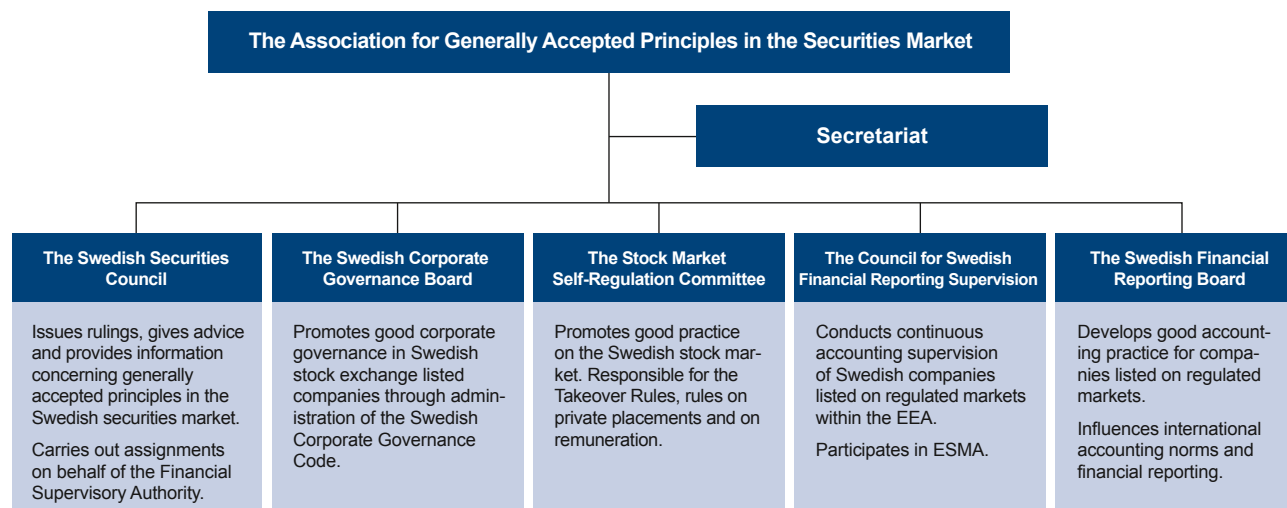 The Association for Generally Accepted Principles in the Securities Market
Secretariat
The Swedish Securities
Council
Issues rulings, gives advice
and provides information
concerning generally
accepted principles in the
Swedish securities market.
Carries out assignments
on behalf of the Financial
Supervisory Authority.
The Swedish Corporate
Governance Board
Promotes good corporate
governance in Swedish
stock exchange listed
companies through admin-
istration of the Swedish
Corporate Governance
Code.
The Stock Market
Self-Regulation Committee
Promotes good practice
on the Swedish stock mar-
ket. Responsible for the
Takeover Rules, rules on
private placements and on
remuneration.
The Council for Swedish
Financial Reporting Supervision
Conducts continuous
accounting supervision
of Swedish companies
listed on regulated markets
within the EEA.
Participates in ESMA.
The Swedish Financial
Reporting Board
Develops good account-
ing practice for compa-
nies listed on regulated
markets.
Influences international
accounting norms and
financial reporting.